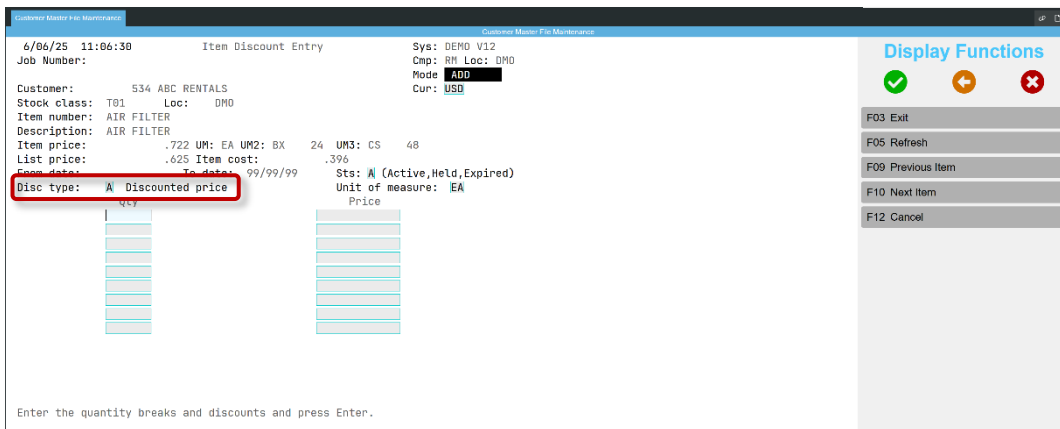 Customer Master File Maintenance
Customer Master File Maintenance
6/06/25 11:06:30 Item Discount Entry Sys: DEMO V12
Job Number: Cmp: RM Loc: DMO
Mode ADD
Customer: 534 ABC RENTALS Cur: USD
Stock class: T01 Loc: DMO
Item number: AIR FILTER
Description: AIR FILTER
Item price: .722 UM: EA UM2: BX 24 UM3: CS 48
List price: .625 Item cost: .396
From date: To date: 99/99/99 Sts: A (Active,Held,Expired)
Disc type: A Discounted price Unit of measure: EA
Qty Price
Enter the quantity breaks and discounts and press Enter.
Display Functions
F03 Exit
F05 Refresh
F09 Previous Item
F10 Next Item
F12 Cancel